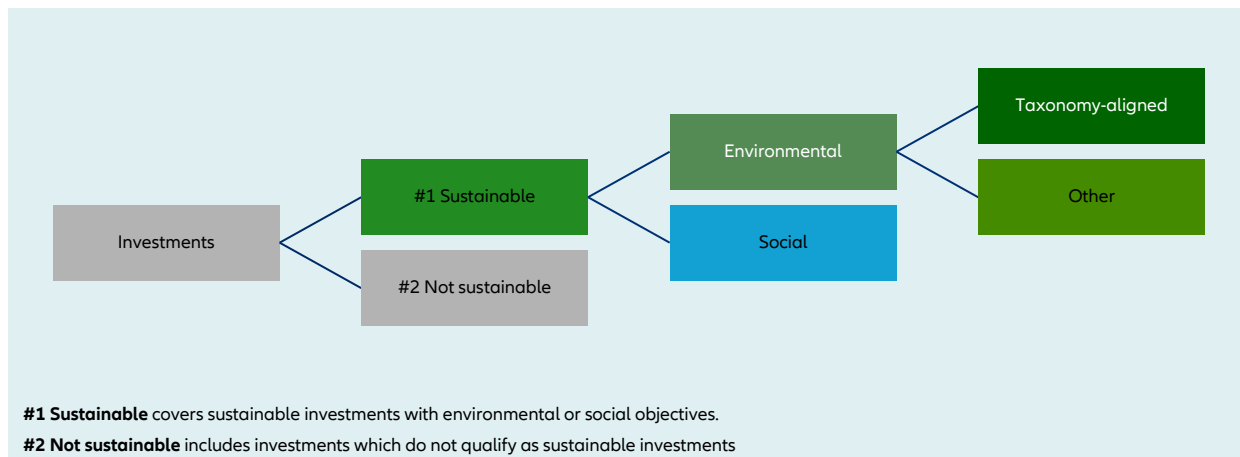 Taxonomy-aligned
Environmental
#1 Sustainable
Other
Investments
Social
#2 Not sustainable
#1 Sustainable covers sustainable investments with environmental or social objectives.
#2 Not sustainable includes investments which do not qualify as sustainable investments